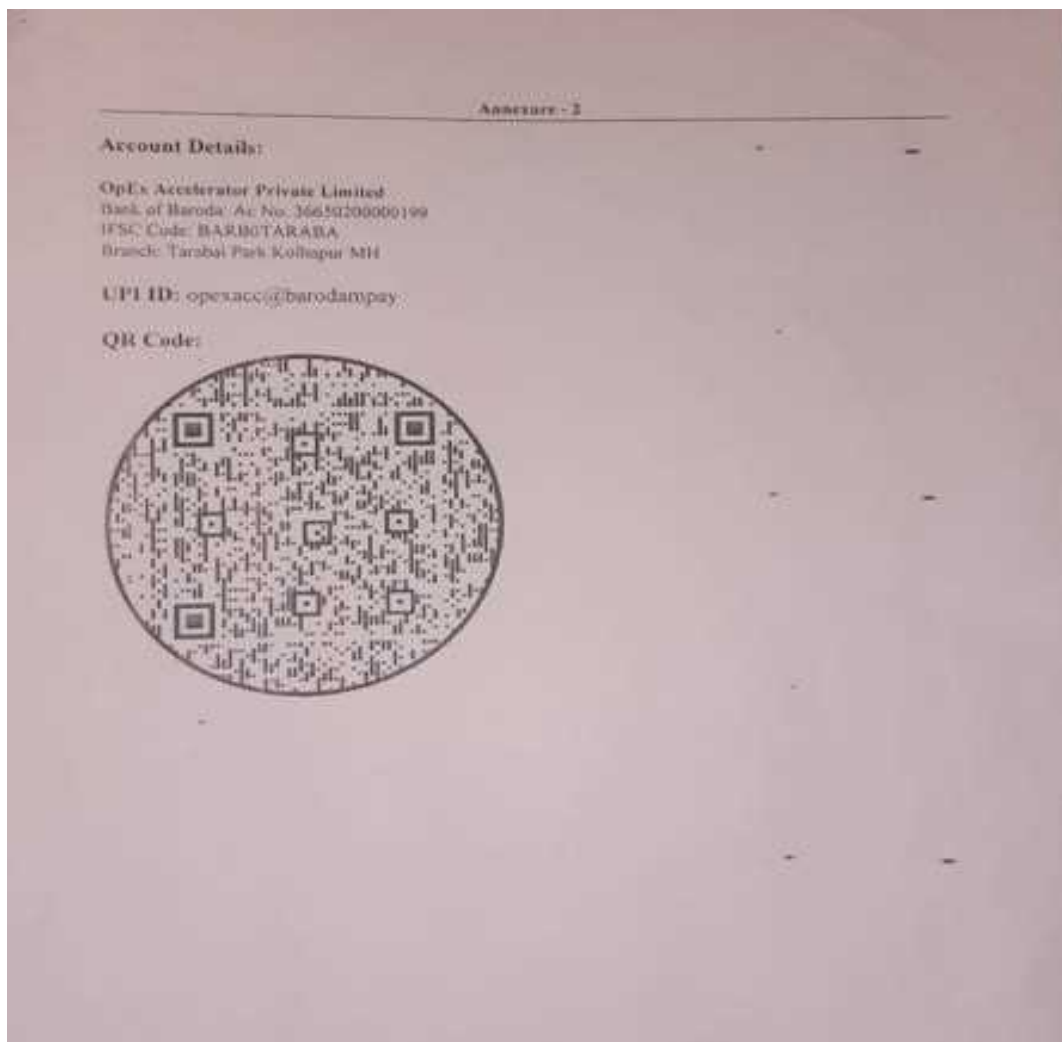 Annexure - 2
Account Details:
OpEx Accelerator Private Limited
Bank of Baroda: Ac No. 36650200000199
IFSC Code: BARB0TARABA
Branch: Tarabai Park Kolhapur MH
UPI ID: opexacc@barodampay
QR Code: